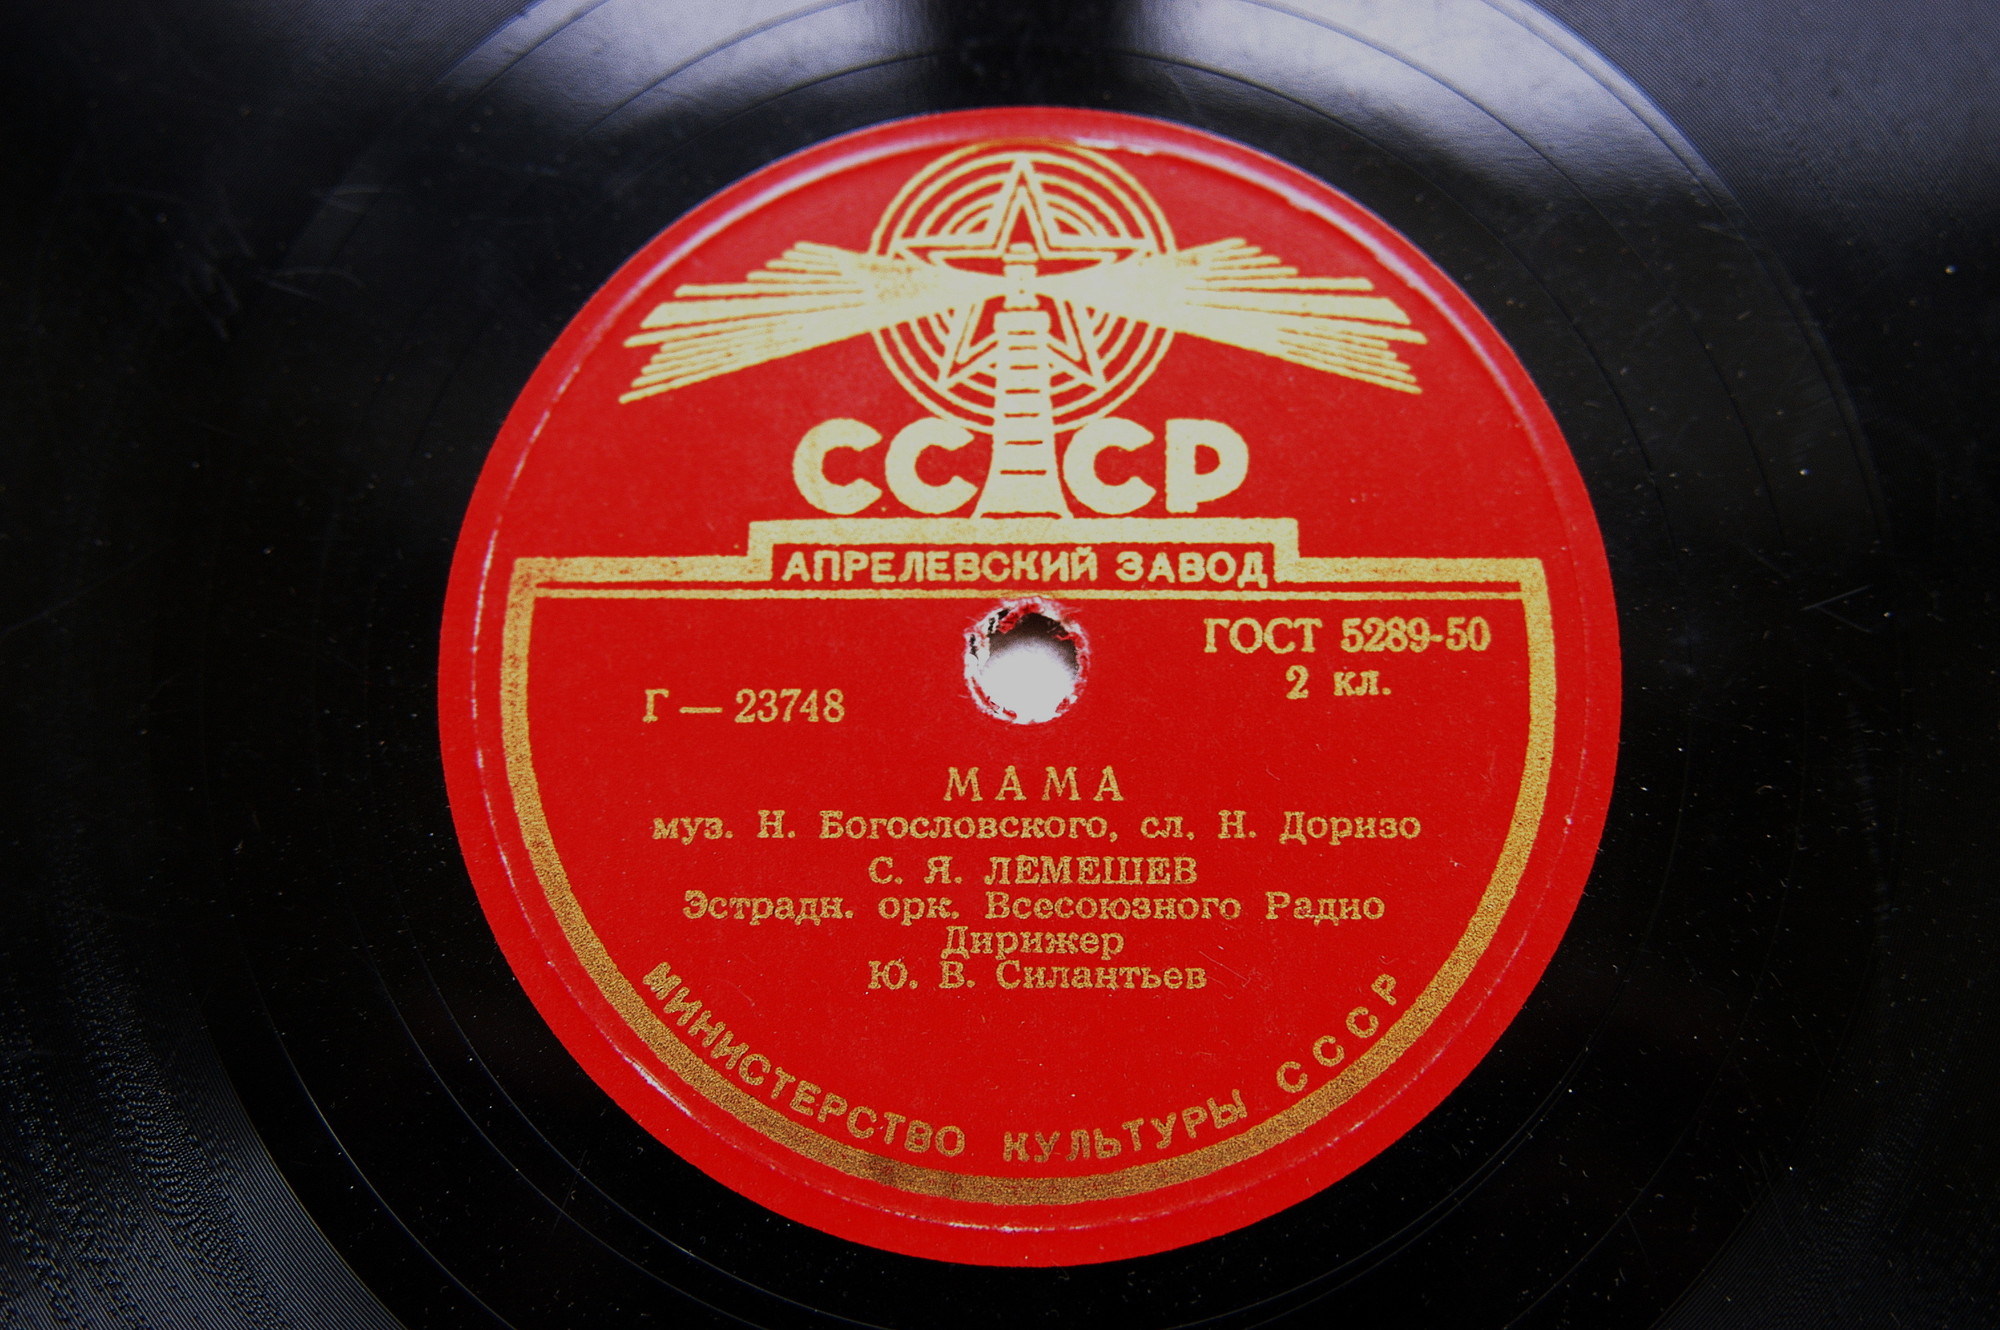 СССР
АПРЕЛЕВСКИЙ ЗАВОД
ГОСТ 5289-50
2 кл.
Г — 23748
МАМА
муз. Н. Богословского, сл. Н. Доризо
С. Я. ЛЕМЕШЕВ
Эстрадн. орк. Всесоюзного Радио
Дирижер
Ю. В. Силантьев
МИНИСТЕРСТВО КУЛЬТУРЫ СССР